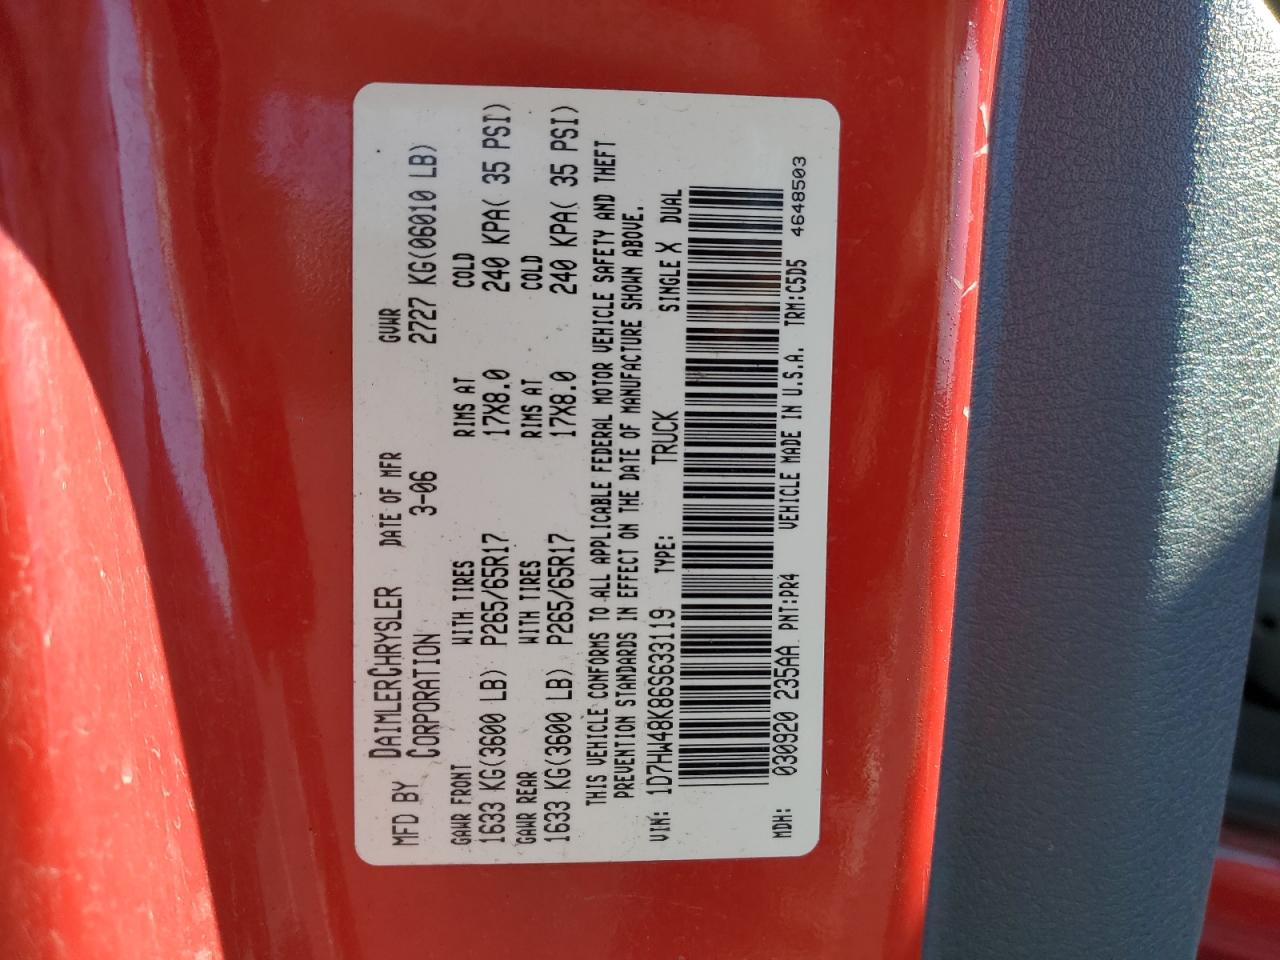 MFD BY DAIMLERCHRYSLER DATE OF MFR GVWR
CORPORATION 3-06 2727 KG(06010 LB)
GAWR FRONT WITH TIRES RIMS AT COLD
1633 KG(3600 LB) P265/65R17 17X8.0 240 KPA( 35 PSI)
GAWR REAR WITH TIRES RIMS AT COLD
1633 KG(3600 LB) P265/65R17 17X8.0 240 KPA( 35 PSI)
THIS VEHICLE CONFORMS TO ALL APPLICABLE FEDERAL MOTOR VEHICLE SAFETY AND THEFT
PREVENTION STANDARDS IN EFFECT ON THE DATE OF MANUFACTURE SHOWN ABOVE.
VIN: 1D7HW48K86S633119 TYPE: TRUCK SINGLE X DUAL
MDH: 030920 235AA PNT:PR4 VEHICLE MADE IN U.S.A. TRM:C5D5 4648503